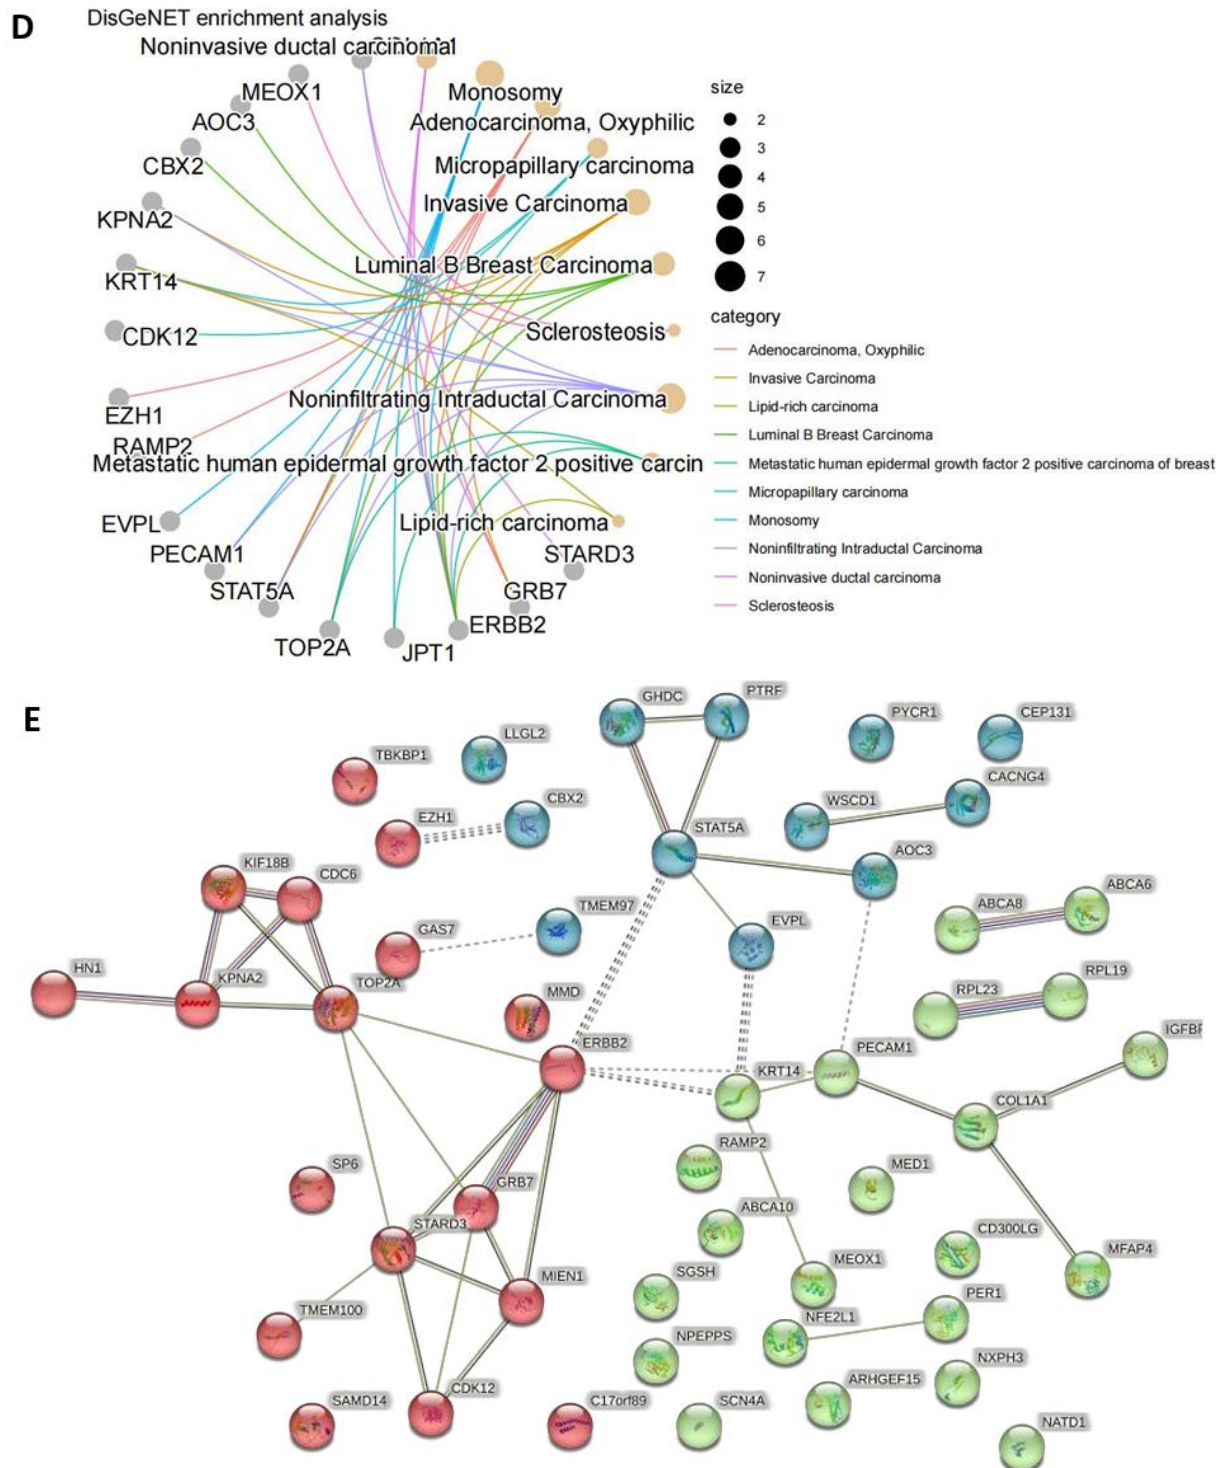 D
DisGeNET enrichment analysis
Noninvasive ductal carcinoma
MEOX1
Monosomy
AOC3
Adenocarcinoma, Oxyphilic
CBX2
Micropapillary carcinoma
KPNA2
Invasive Carcinoma
KRT14
Luminal B Breast Carcinoma
CDK12
Sclerosteosis
EZH1
Noninfiltrating Intraductal Carcinoma
RAMP2
Metastatic human epidermal growth factor 2 positive carcin
EVPL
Lipid-rich carcinoma
PECAM1
STARD3
STAT5A
GRB7
TOP2A
JPT1
ERBB2
size
2
3
4
5
6
7
category
Adenocarcinoma, Oxyphilic
Invasive Carcinoma
Lipid-rich carcinoma
Luminal B Breast Carcinoma
Metastatic human epidermal growth factor 2 positive carcinoma of breast
Micropapillary carcinoma
Monosomy
Noninfiltrating Intraductal Carcinoma
Noninvasive ductal carcinoma
Sclerosteosis
E
GHDC
PTRF
PYCR1
CEP131
LLGL2
TBKBP1
CACNG4
CBX2
WSCD1
EZH1
STAT5A
AOC3
KIF18B
CDC6
ABCA6
ABCA8
TMEM97
GAS7
EVPL
HN1
KPNA2
TOP2A
RPL19
RPL23
MMD
IGFBP
ERBB2
PECAM1
KRT14
COL1A1
RAMP2
SP6
MED1
GRB7
ABCA10
STARD3
CD300LG
MFAP4
MIEN1
SGSH
MEOX1
PER1
TMEM100
NFE2L1
NPEPPS
NXPH3
CDK12
ARHGEF15
SAMD14
C17orf89
SCN4A
NATD1